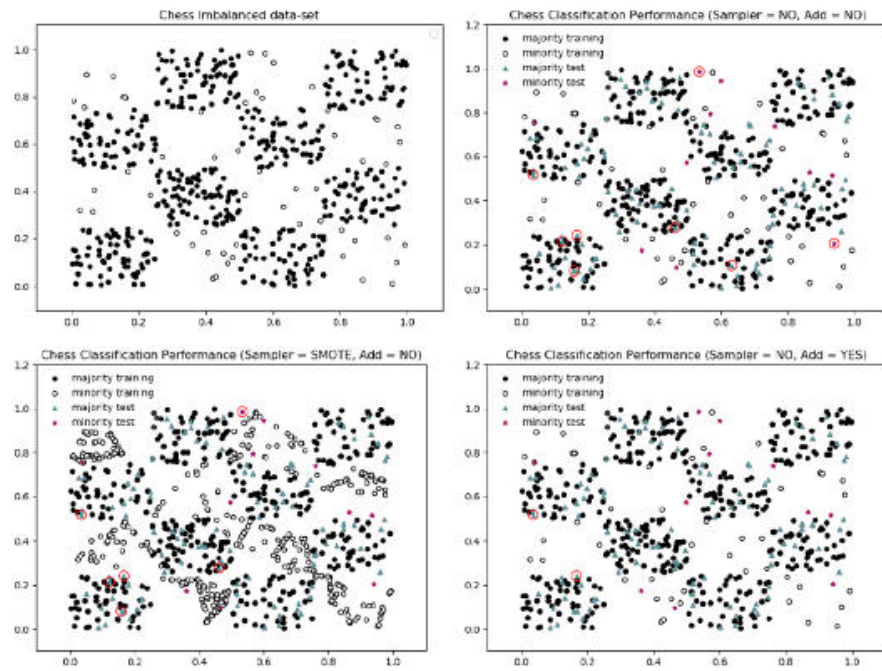 Chess Imbalanced data-set
majority training
minority training
1.0
0.8
0.6
0.4
0.2
0.0
0.0 0.2 0.4 0.6 0.8 1.0
Chess Classification Performance (Sampler = NO, Add = NO)
majority training
minority training
majority test
minority test
1.2
1.0
0.8
0.6
0.4
0.2
0.0
0.0 0.2 0.4 0.6 0.8 1.0
Chess Classification Performance (Sampler = SMOTE, Add = NO)
majority training
minority training
majority test
minority test
1.2
1.0
0.8
0.6
0.4
0.2
0.0
0.0 0.2 0.4 0.6 0.8 1.0
Chess Classification Performance (Sampler = NO, Add = YES)
majority training
minority training
majority test
minority test
1.2
1.0
0.8
0.6
0.4
0.2
0.0
0.0 0.2 0.4 0.6 0.8 1.0